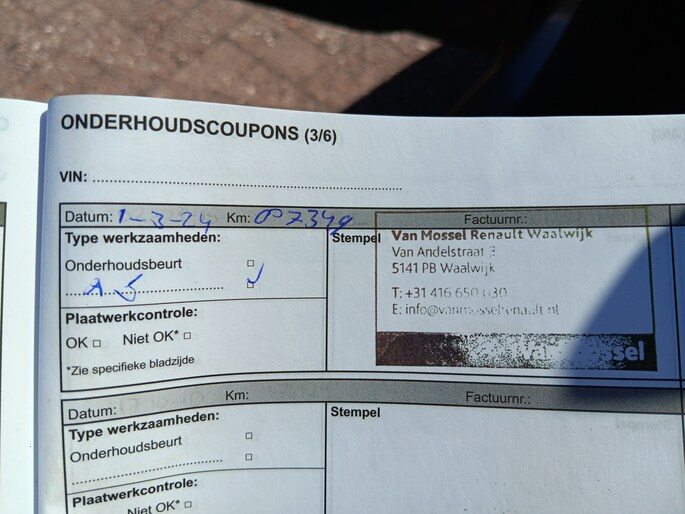 ONDERHOUDSCOUPONS (3/6)
VIN: ........................................................
Datum: 1-3-24 Km: Factuurnr.:
Type werkzaamheden:
Onderhoudsbeurt
A5
Plaatwerkcontrole:
OK Niet OK*
*Zie specifieke bladzijde
Stempel
Van Mossel Renault Waalwijk
Van Andelstraat 3
5141 PB Waalwijk
T: +31 416 650 030
E: info@vanmosselrenault.nl
Van Mossel
Datum: Km: Factuurnr.:
Type werkzaamheden:
Onderhoudsbeurt
Plaatwerkcontrole:
Niet OK*
Stempel